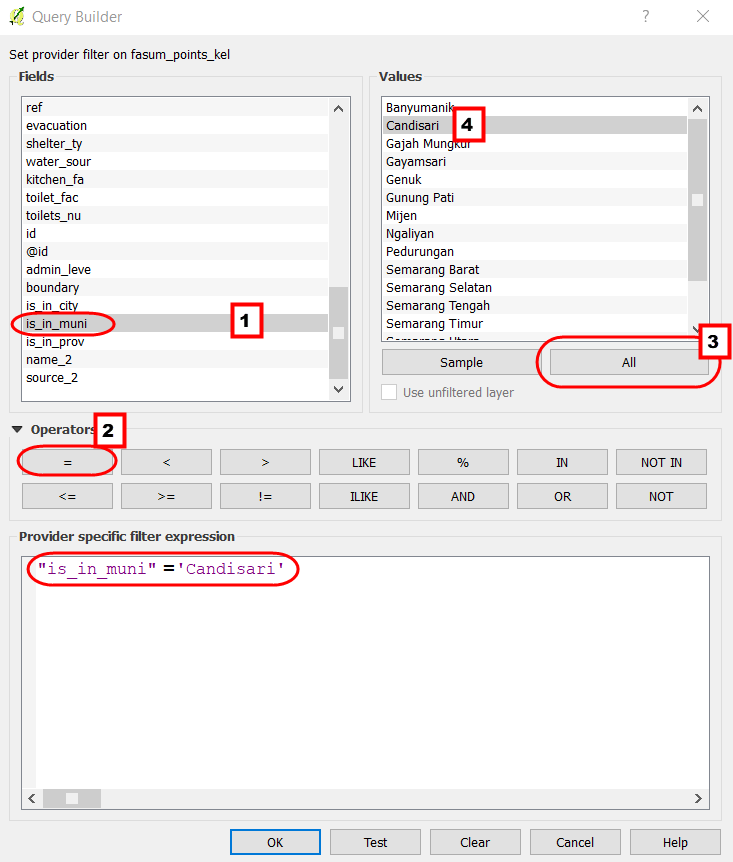 Query Builder
?
Set provider filter on fasum_points_kel
Fields
ref
evacuation
shelter_ty
water_sour
kitchen_fa
toilet_fac
toilets_nu
id
@id
admin_leve
boundary
is_in_city
is_in_muni
1
is_in_prov
name_2
source_2
Values
Banyumanik
Candisari
4
Gajah Mungkur
Gayamsari
Genuk
Gunung Pati
Mijen
Ngaliyan
Pedurungan
Semarang Barat
Semarang Selatan
Semarang Tengah
Semarang Timur
Semarang Utara
3
Sample All
Use unfiltered layer
Operators 2
= < > LIKE % IN NOT IN
<= >= != ILIKE AND OR NOT
Provider specific filter expression
"is_in_muni" ='Candisari'
OK Test Clear Cancel Help